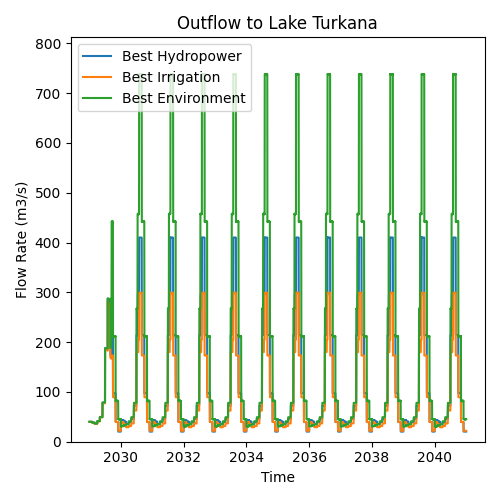 Outflow to Lake Turkana
Best Hydropower
Best Irrigation
Best Environment
Flow Rate (m3/s)
800
700
600
500
400
300
200
100
0
2030 2032 2034 2036 2038 2040
Time